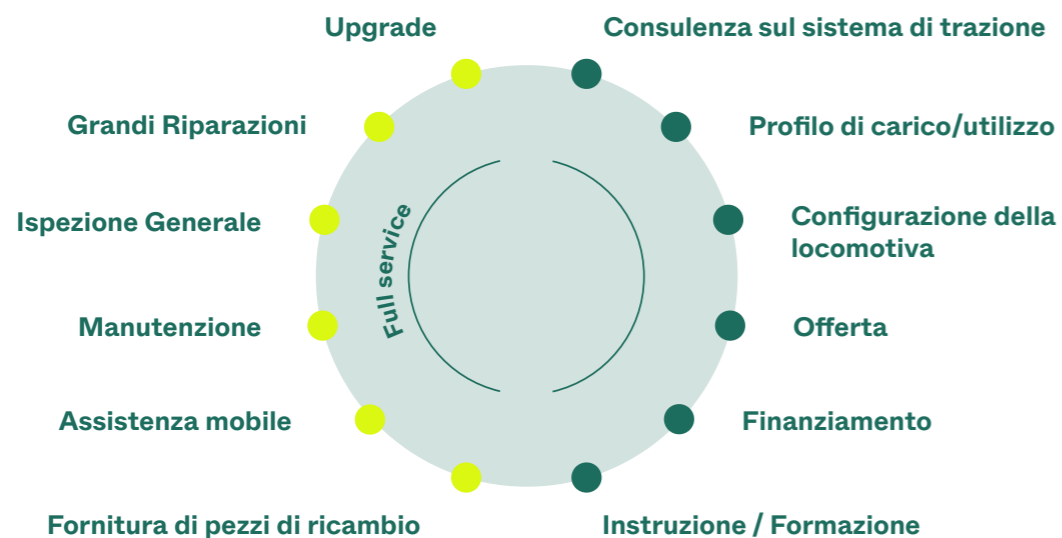 Upgrade
Consulenza sul sistema di trazione
Grandi Riparazioni
Profilo di carico/utilizzo
Ispezione Generale
Configurazione della
locomotiva
Full service
Manutenzione
Offerta
Assistenza mobile
Finanziamento
Fornitura di pezzi di ricambio
Instruzione / Formazione